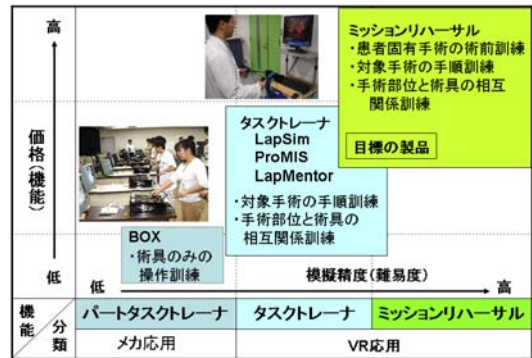 高
価格(機能)
低
ミッションリハーサル
・患者固有手術の術前訓練
・対象手術の手順訓練
・手術部位と術具の相互
関係訓練
目標の製品
タスクトレーナ
LapSim
ProMIS
LapMentor
・対象手術の手順訓練
・手術部位と術具の
相互関係訓練
BOX
・術具のみの
操作訓練
低
模擬精度(難易度)
高
機能
分類
パートタスクトレーナ
タスクトレーナ
ミッションリハーサル
メカ応用
VR応用